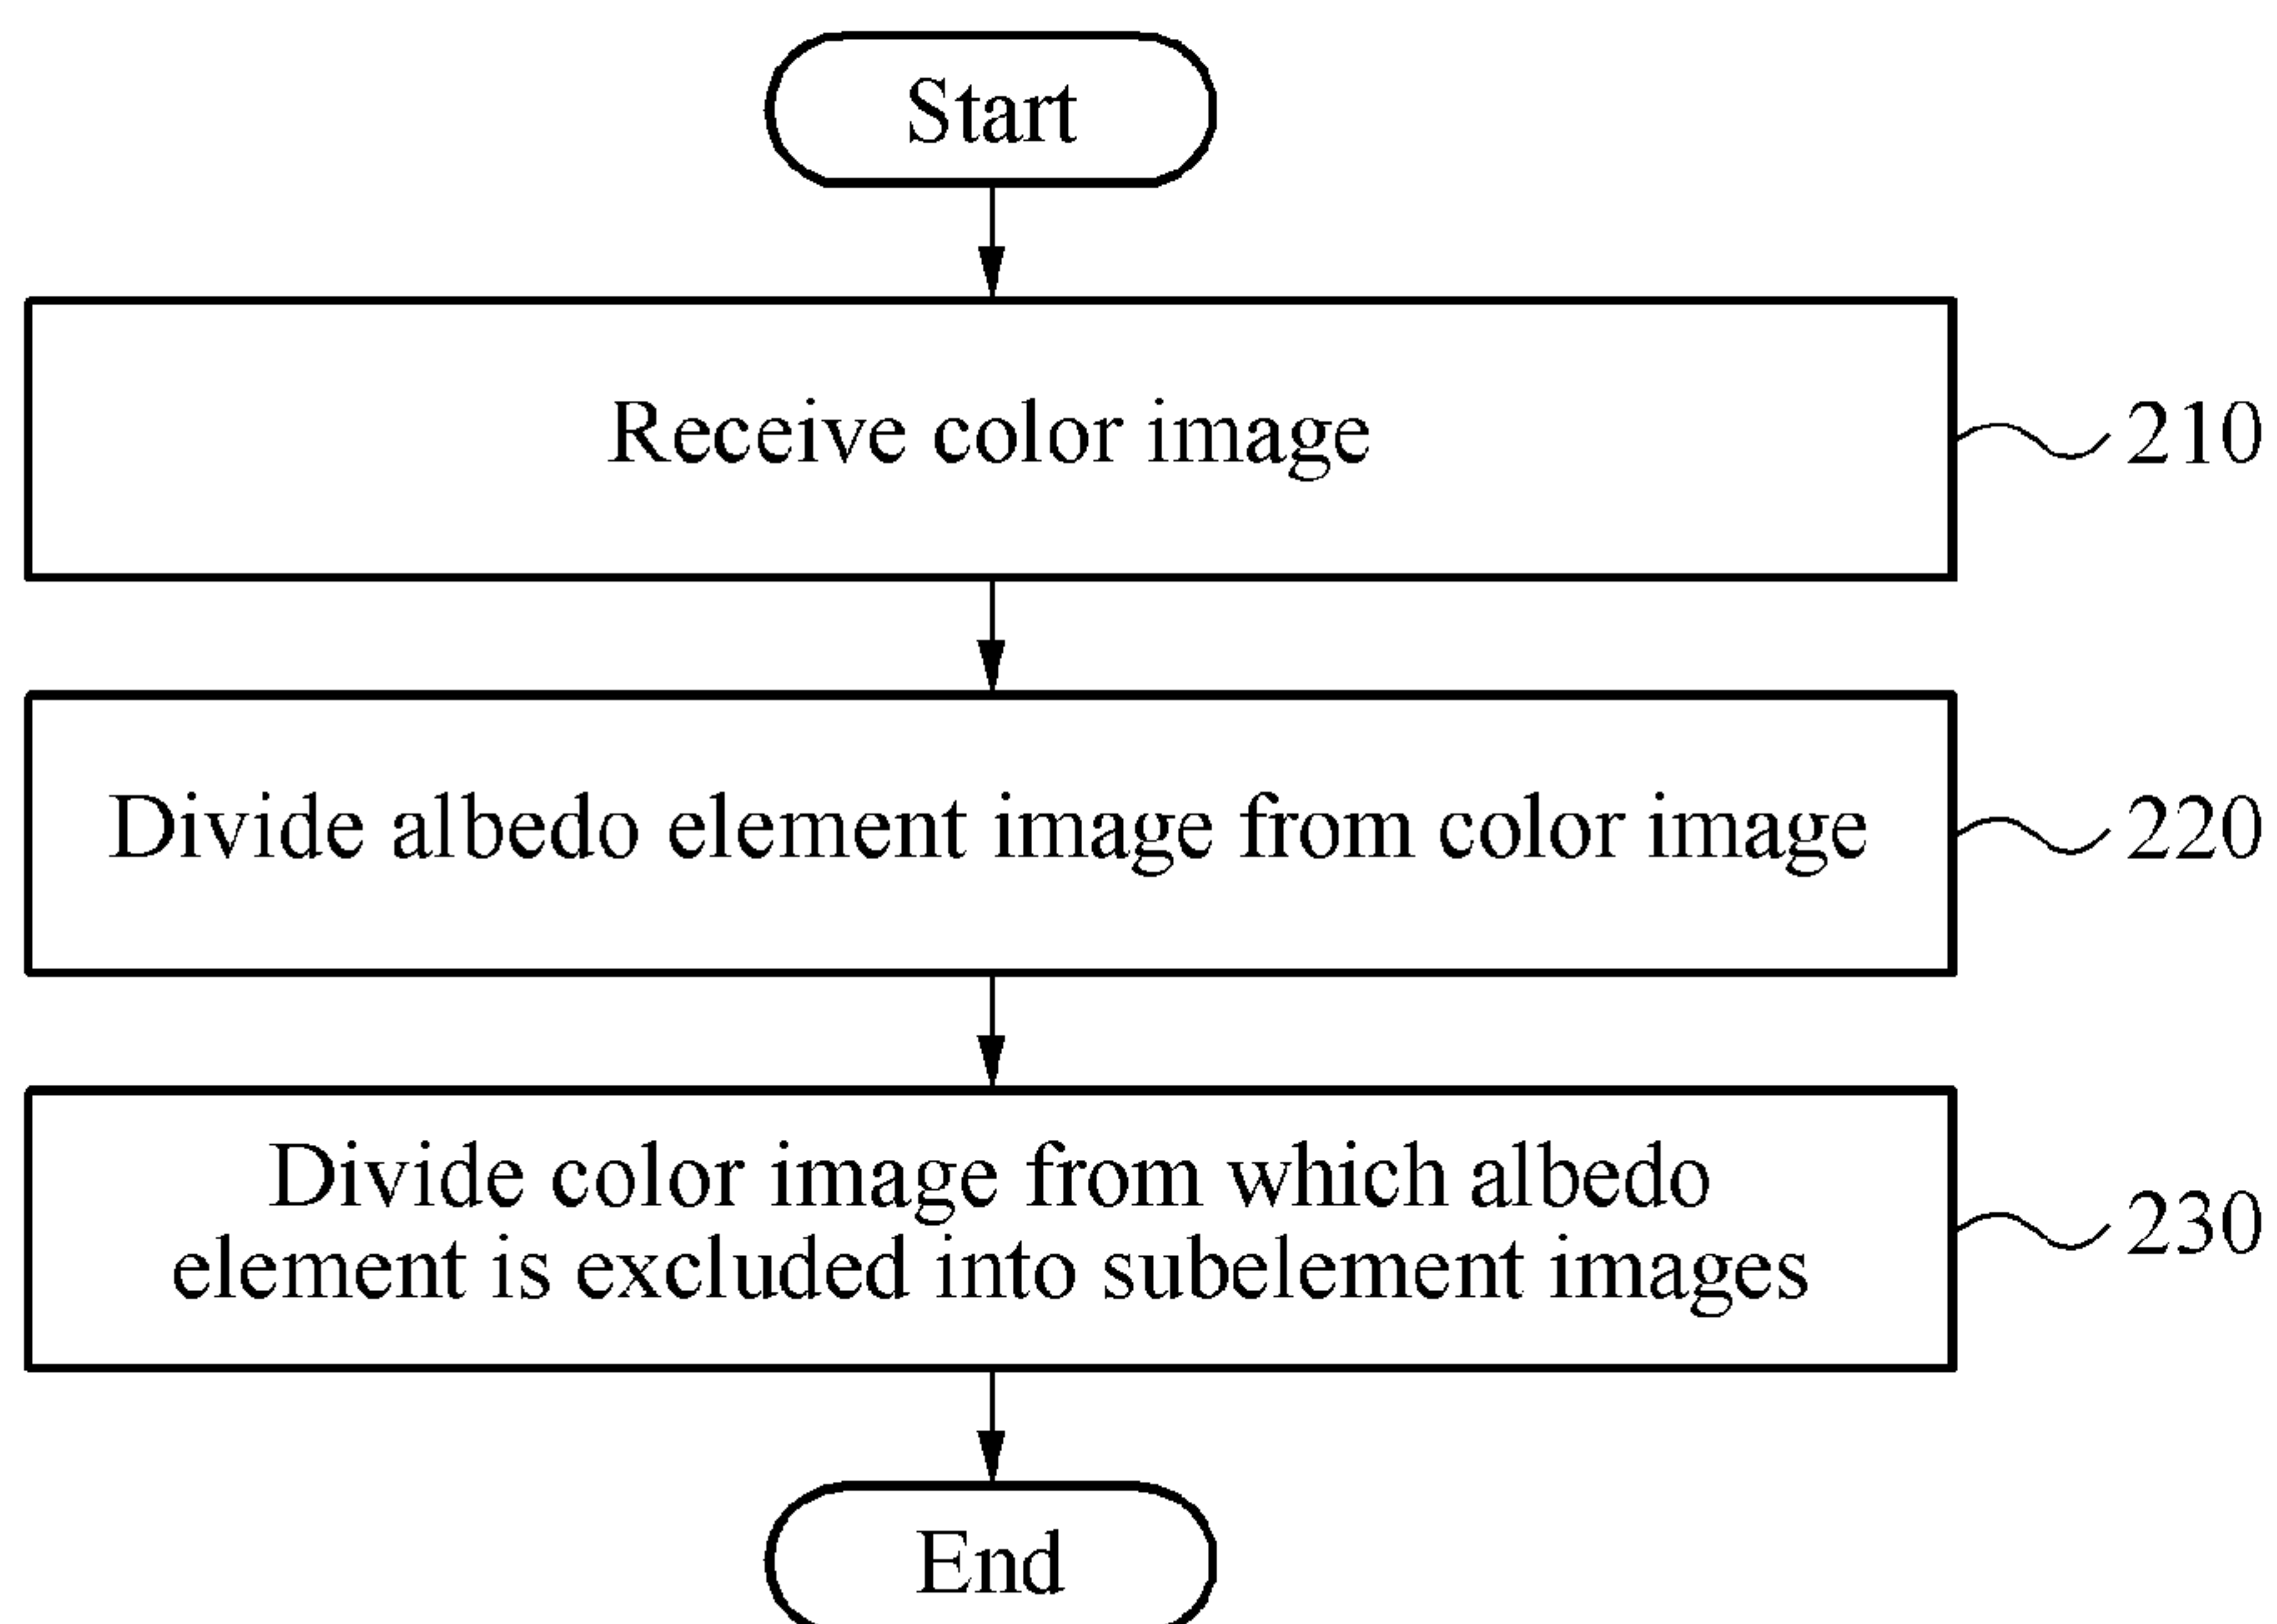 Start
Receive color image
210
Divide albedo element image from color image
220
Divide color image from which albedo
element is excluded into subelement images
230
End